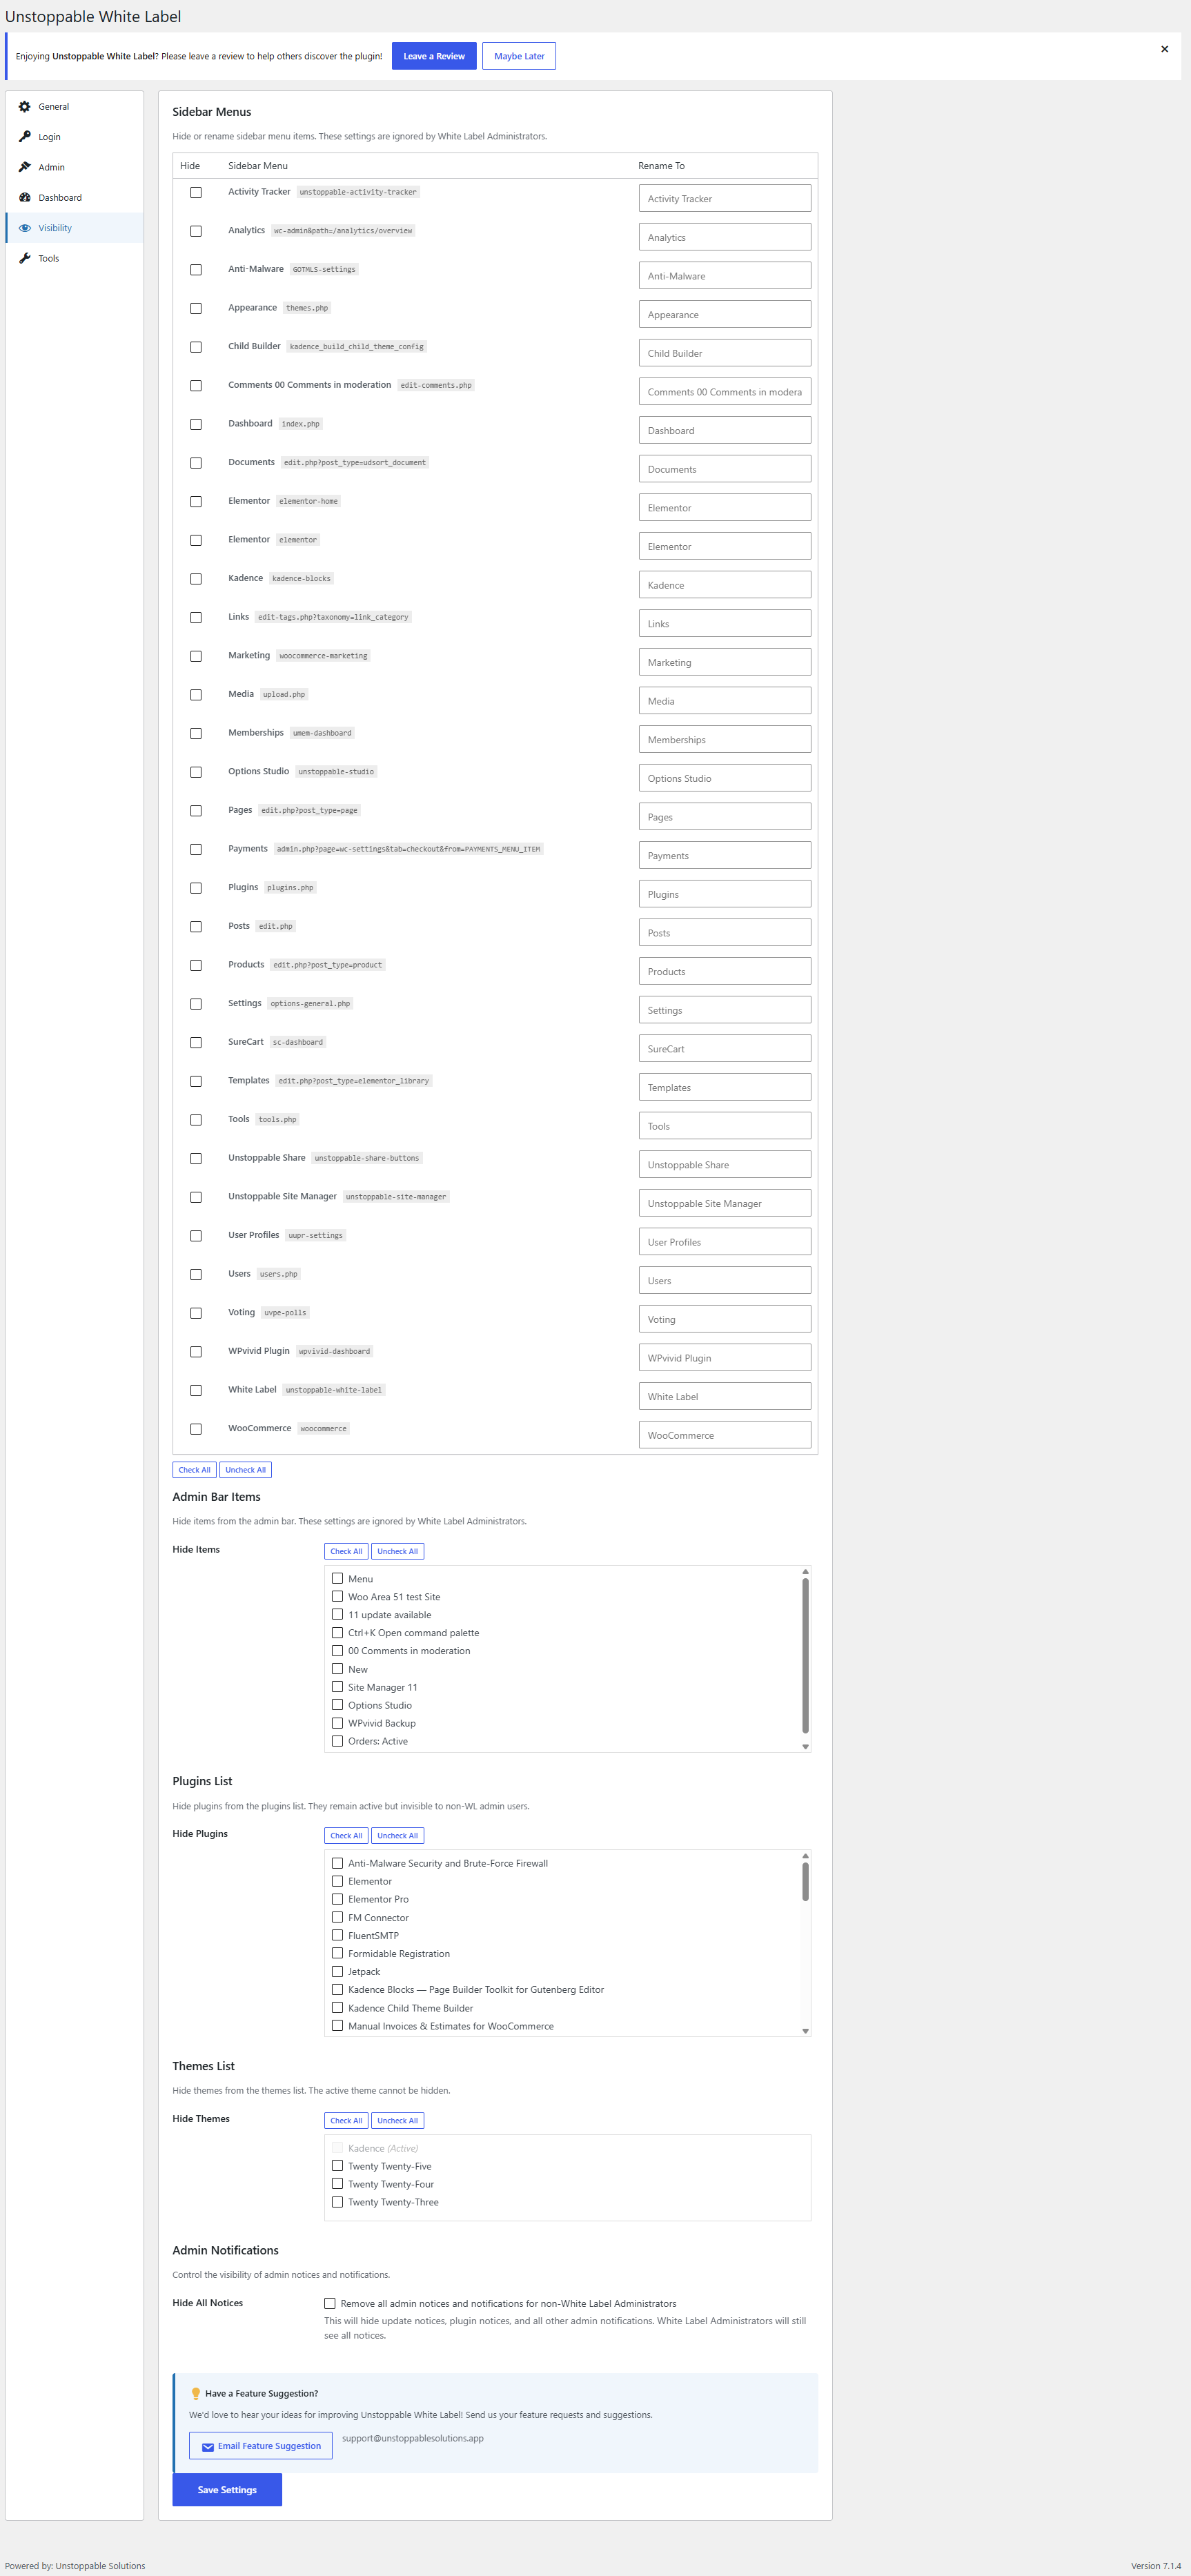 Unstoppable White Label
Enjoying Unstoppable White Label? Please leave a review to help others discover the plugin!
Leave a Review
Maybe Later
General
Login
Admin
Dashboard
Visibility
Tools
Sidebar Menus
Hide or rename sidebar menu items. These settings are ignored by White Label Administrators.
Hide Sidebar Menu Rename To
Activity Tracker unstoppable-activity-tracker Activity Tracker
Analytics wc-admin&path=/analytics/overview Analytics
Anti-Malware GOTMLS-settings Anti-Malware
Appearance themes.php Appearance
Child Builder kadence_build_child_theme_config Child Builder
Comments 00 Comments in moderation edit-comments.php Comments 00 Comments in modera
Dashboard index.php Dashboard
Documents edit.php?post_type=udsort_document Documents
Elementor elementor-home Elementor
Elementor elementor Elementor
Kadence kadence-blocks Kadence
Links edit-tags.php?taxonomy=link_category Links
Marketing woocommerce-marketing Marketing
Media upload.php Media
Memberships umem-dashboard Memberships
Options Studio unstoppable-studio Options Studio
Pages edit.php?post_type=page Pages
Payments admin.php?page=wc-settings&tab=checkout&from=PAYMENTS_MENU_ITEM Payments
Plugins plugins.php Plugins
Posts edit.php Posts
Products edit.php?post_type=product Products
Settings options-general.php Settings
SureCart sc-dashboard SureCart
Templates edit.php?post_type=elementor_library Templates
Tools tools.php Tools
Unstoppable Share unstoppable-share-buttons Unstoppable Share
Unstoppable Site Manager unstoppable-site-manager Unstoppable Site Manager
User Profiles uupr-settings User Profiles
Users users.php Users
Voting uvpe-polls Voting
WPvivid Plugin wpvivid-dashboard WPvivid Plugin
White Label unstoppable-white-label White Label
WooCommerce woocommerce WooCommerce
Check All Uncheck All
Admin Bar Items
Hide items from the admin bar. These settings are ignored by White Label Administrators.
Hide Items
Check All Uncheck All
Menu
Woo Area 51 test Site
11 update available
Ctrl+K Open command palette
00 Comments in moderation
New
Site Manager 11
Options Studio
WPvivid Backup
Orders: Active
Plugins List
Hide plugins from the plugins list. They remain active but invisible to non-WL admin users.
Hide Plugins
Check All Uncheck All
Anti-Malware Security and Brute-Force Firewall
Elementor
Elementor Pro
FM Connector
FluentSMTP
Formidable Registration
Jetpack
Kadence Blocks — Page Builder Toolkit for Gutenberg Editor
Kadence Child Theme Builder
Manual Invoices & Estimates for WooCommerce
Themes List
Hide themes from the themes list. The active theme cannot be hidden.
Hide Themes
Check All Uncheck All
Kadence (Active)
Twenty Twenty-Five
Twenty Twenty-Four
Twenty Twenty-Three
Admin Notifications
Control the visibility of admin notices and notifications.
Hide All Notices
Remove all admin notices and notifications for non-White Label Administrators
This will hide update notices, plugin notices, and all other admin notifications. White Label Administrators will still
see all notices.
Have a Feature Suggestion?
We'd love to hear your ideas for improving Unstoppable White Label! Send us your feature requests and suggestions.
Email Feature Suggestion
support@unstoppablesolutions.app
Save Settings
Powered by: Unstoppable Solutions
Version 7.1.4